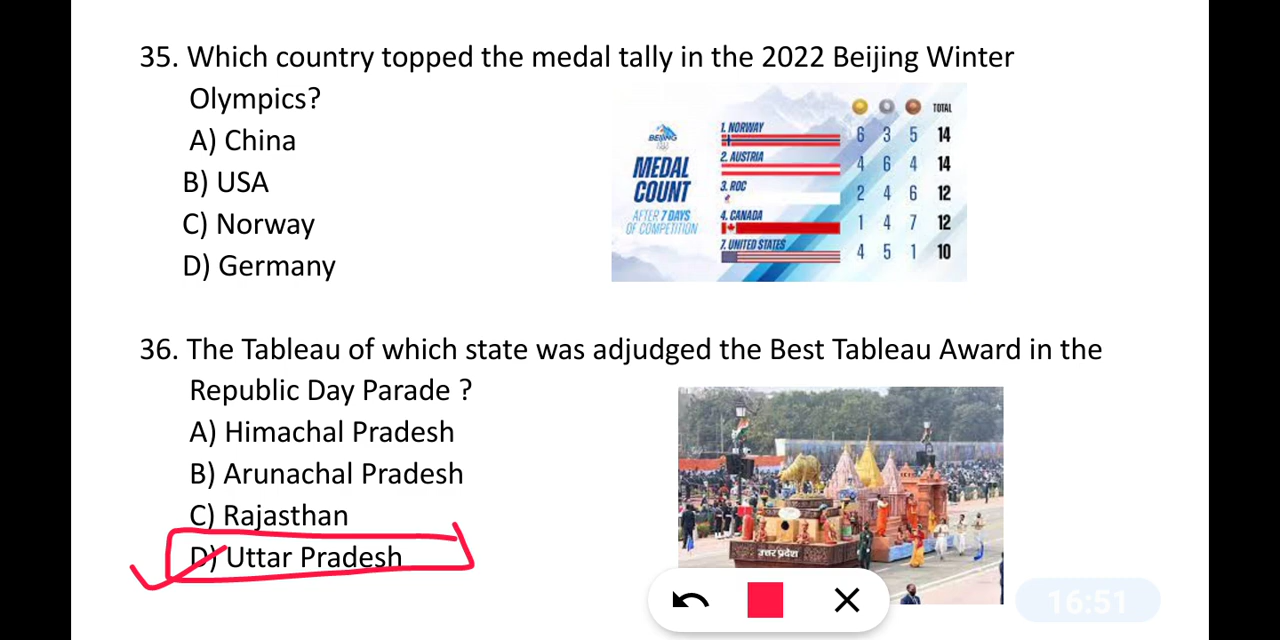 35. Which country topped the medal tally in the 2022 Beijing Winter
Olympics?
A) China
B) USA
C) Norway
D) Germany
BEIJING
MEDAL
COUNT
AFTER 7 DAYS
OF COMPETITION
TOTAL
1. NORWAY 6 3 5 14
2. AUSTRIA 4 6 4 14
3. ROC 2 4 6 12
4. CANADA 1 4 7 12
7. UNITED STATES 4 5 1 10
36. The Tableau of which state was adjudged the Best Tableau Award in the
Republic Day Parade ?
A) Himachal Pradesh
B) Arunachal Pradesh
C) Rajasthan
D) Uttar Pradesh
उत्तर प्रदेश
16:51